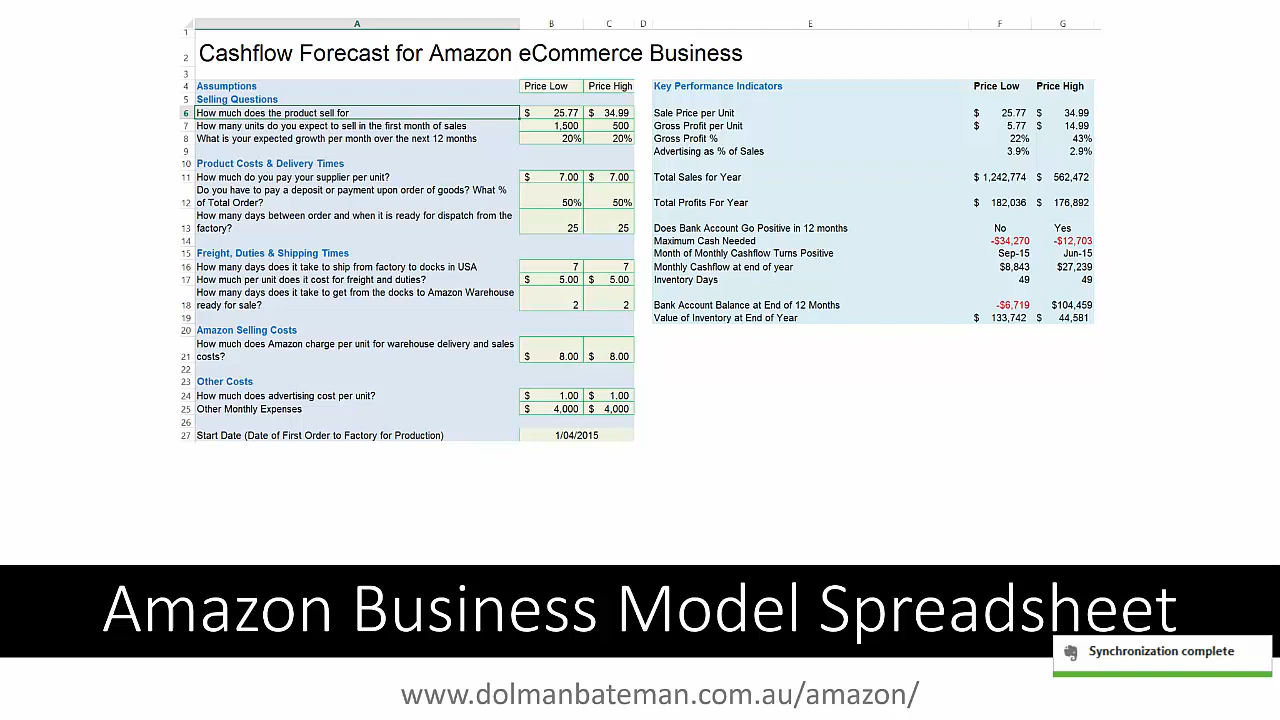 A B C D E F G
1
2 Cashflow Forecast for Amazon eCommerce Business
3
4 Assumptions Price Low Price High Key Performance Indicators Price Low Price High
5 Selling Questions
6 How much does the product sell for $ 25.77 $ 34.99 Sale Price per Unit $ 25.77 $ 34.99
7 How many units do you expect to sell in the first month of sales 1,500 500 Gross Profit per Unit $ 5.77 $ 14.99
8 What is your expected growth per month over the next 12 months 20% 20% Gross Profit % 22% 43%
9 Advertising as % of Sales 3.9% 2.9%
10 Product Costs & Delivery Times
11 How much do you pay your supplier per unit? $ 7.00 $ 7.00 Total Sales for Year $ 1,242,774 $ 562,472
Do you have to pay a deposit or payment upon order of goods? What %
12 of Total Order? 50% 50% Total Profits For Year $ 182,036 $ 176,892
How many days between order and when it is ready for dispatch from the
13 factory? 25 25 Does Bank Account Go Positive in 12 months No Yes
14 Maximum Cash Needed -$34,270 -$12,703
15 Freight, Duties & Shipping Times Month of Monthly Cashflow Turns Positive Sep-15 Jun-15
16 How many days does it take to ship from factory to docks in USA 7 7 Monthly Cashflow at end of year $8,843 $27,239
17 How much per unit does it cost for freight and duties? $ 5.00 $ 5.00 Inventory Days 49 49
How many days does it take to get from the docks to Amazon Warehouse
18 ready for sale? 2 2 Bank Account Balance at End of 12 Months -$6,719 $104,459
19 Value of Inventory at End of Year $ 133,742 $ 44,581
20 Amazon Selling Costs
How much does Amazon charge per unit for warehouse delivery and sales
21 costs? $ 8.00 $ 8.00
22
23 Other Costs
24 How much does advertising cost per unit? $ 1.00 $ 1.00
25 Other Monthly Expenses $ 4,000 $ 4,000
26
27 Start Date (Date of First Order to Factory for Production) 1/04/2015
Amazon Business Model Spreadsheet
Synchronization complete
www.dolmanbateman.com.au/amazon/